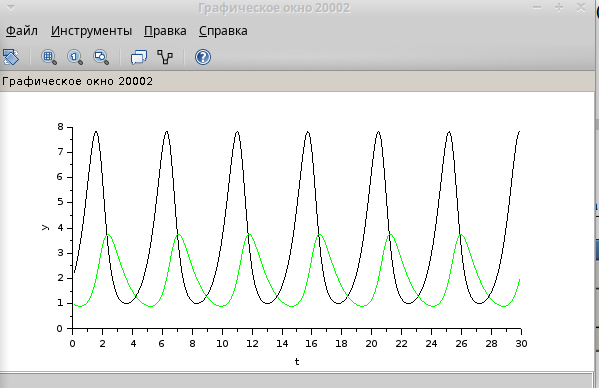 Графическое окно 20002
Файл Инструменты Правка Справка
Графическое окно 20002
8
7
6
5
4
3
2
1
0
y
0 2 4 6 8 10 12 14 16 18 20 22 24 26 28 30
t